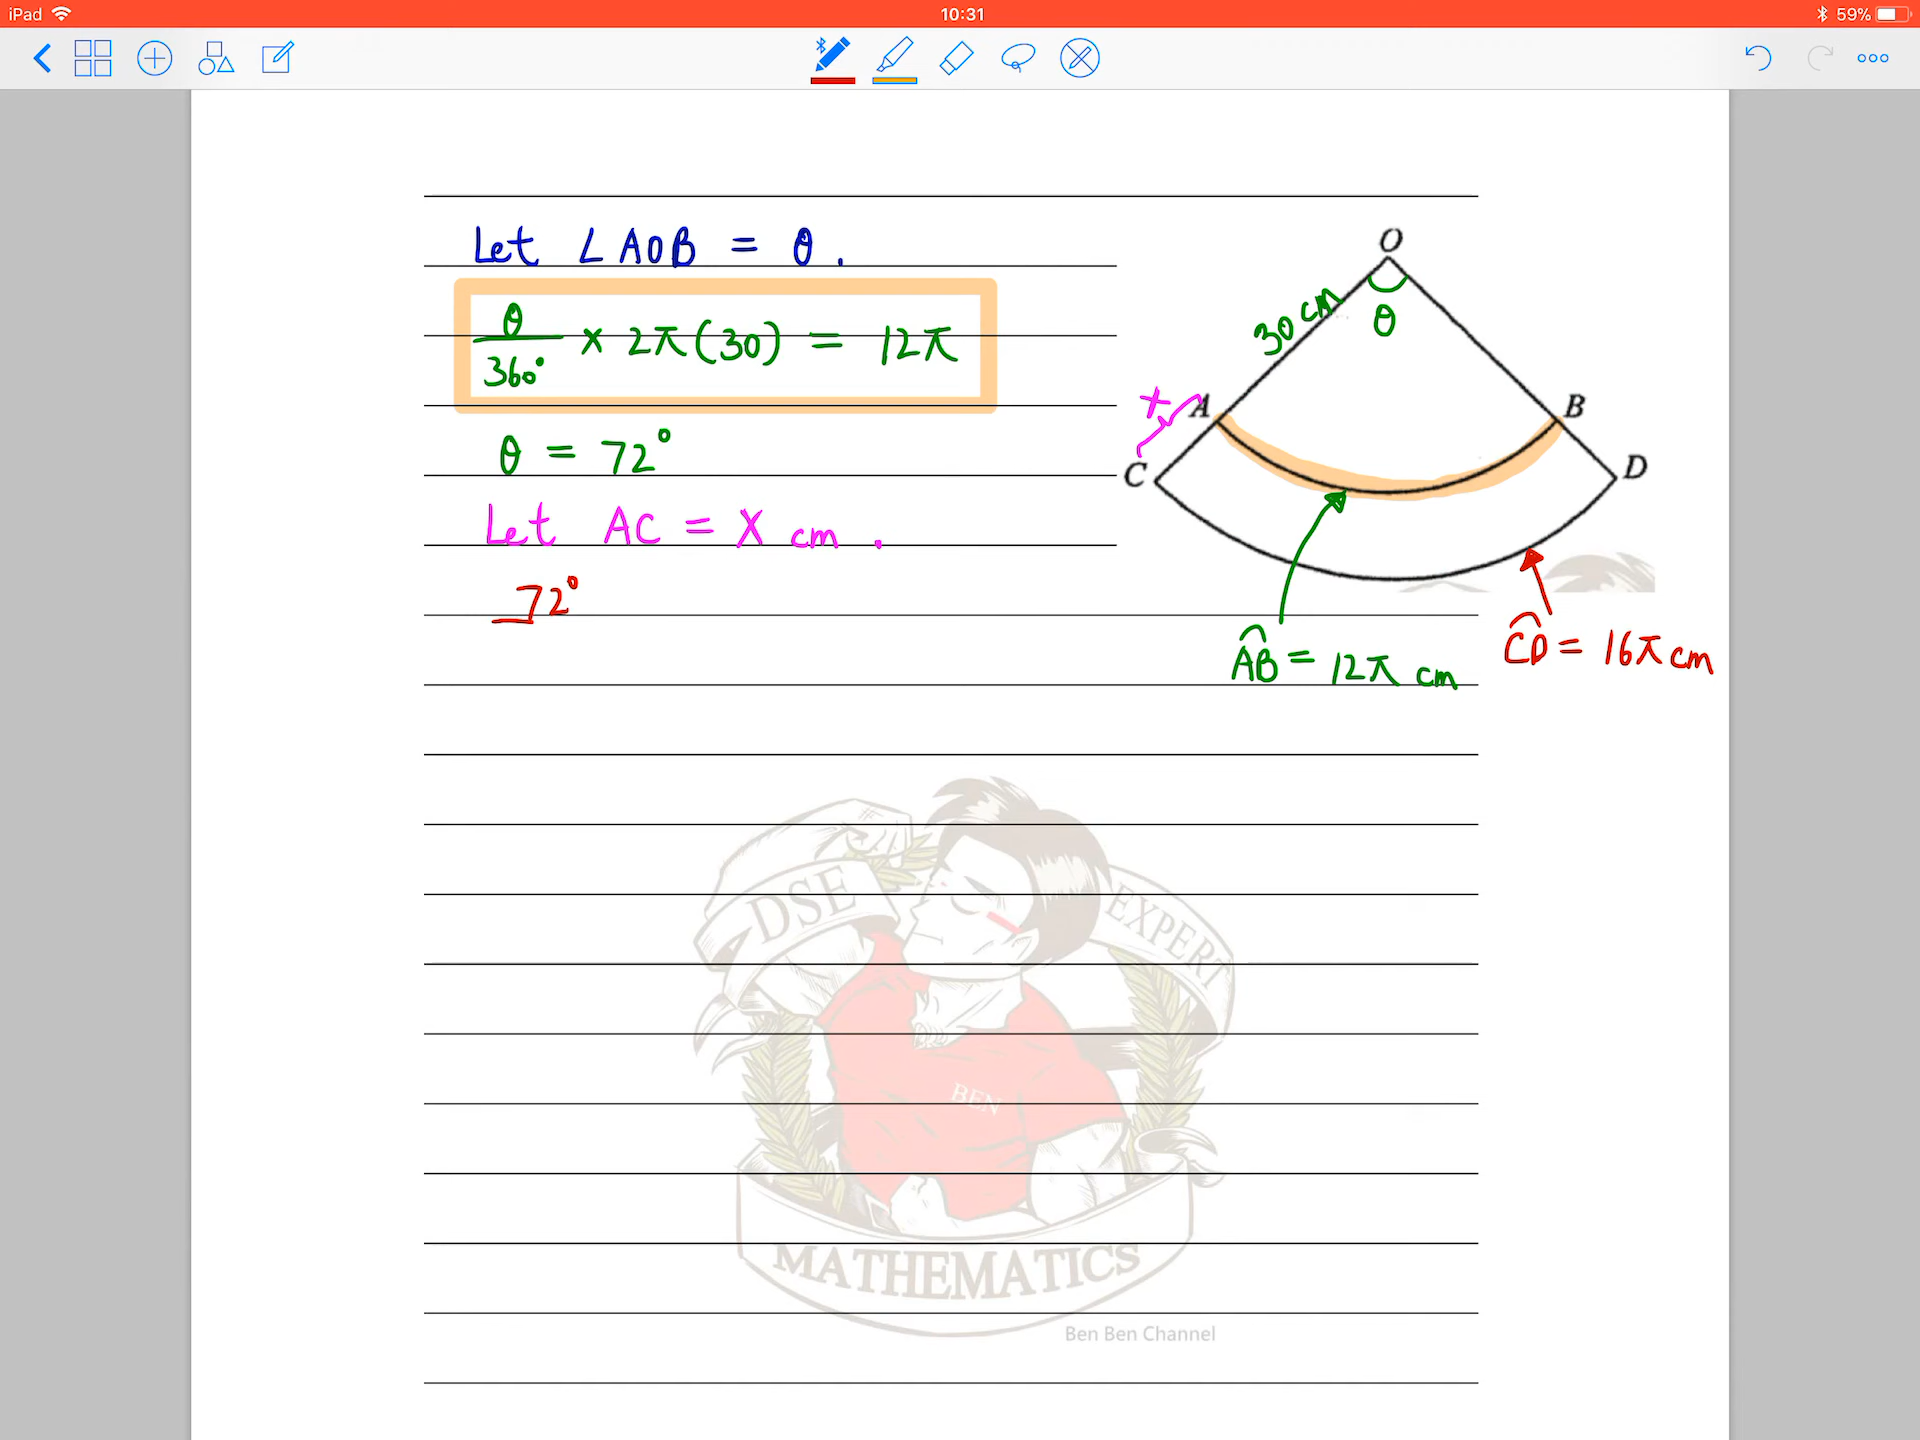 iPad 10:31 59%
Let ∠AOB = θ.
θ/360° × 2π(30) = 12π
θ = 72°
Let AC = x cm.
72°
O
30 cm
θ
x
A
B
C
D
AB = 12π cm
CD = 16π cm
DSE
EXPERT
BEN
MATHEMATICS
Ben Ben Channel